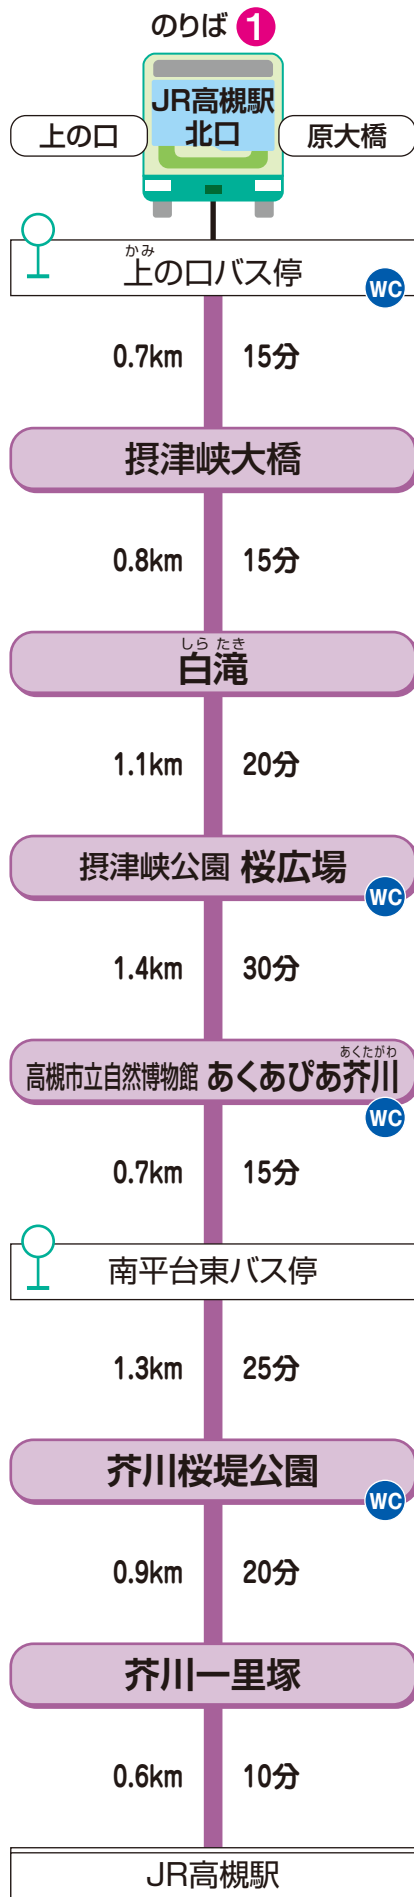 のりば 1
JR高槻駅
北口
上の口
原大橋
かみ
上の口バス停
WC
0.7km 15分
摂津峡大橋
0.8km 15分
しら たき
白滝
1.1km 20分
摂津峡公園 桜広場
WC
1.4km 30分
あくたがわ
高槻市立自然博物館 あくあぴあ芥川
WC
0.7km 15分
南平台東バス停
1.3km 25分
芥川桜堤公園
WC
0.9km 20分
芥川一里塚
0.6km 10分
JR高槻駅